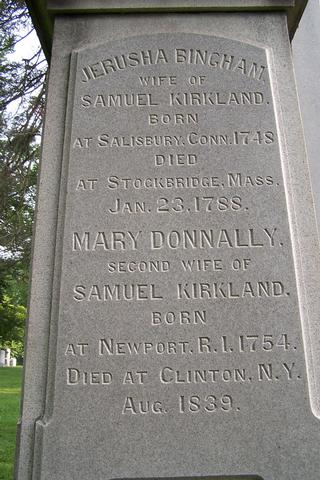 JERUSHA BINGHAM.
WIFE OF
SAMUEL KIRKLAND.
BORN
AT SALISBURY, CONN. 1748
DIED
AT STOCKBRIDGE, MASS.
JAN. 23, 1788.
MARY DONNALLY,
SECOND WIFE OF
SAMUEL KIRKLAND.
BORN
AT NEWPORT, R. I. 1754.
DIED AT CLINTON, N.Y.
AUG. 1839.